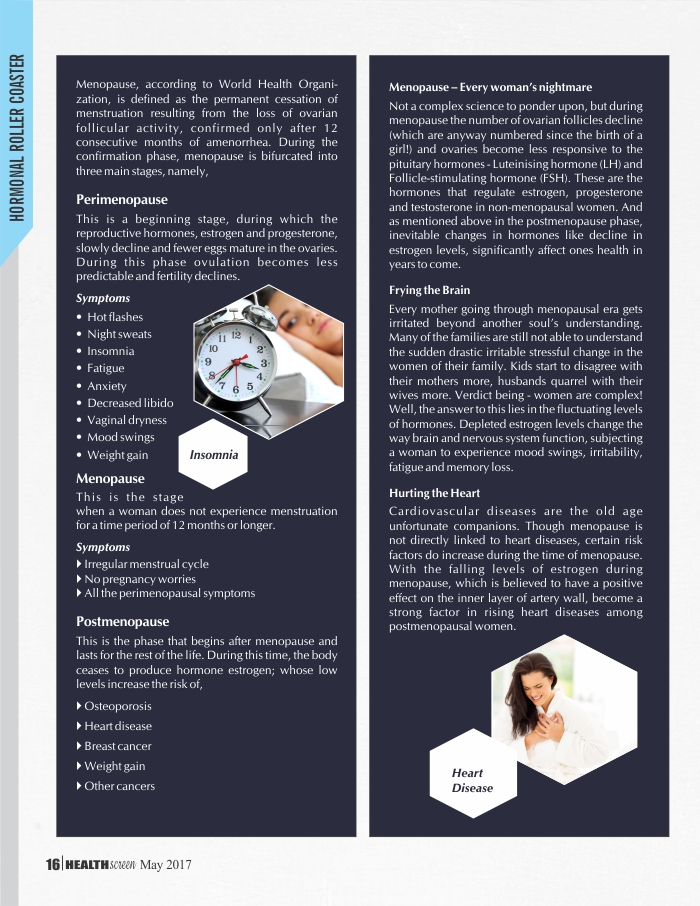 HORMONAL ROLLER COASTER
Menopause, according to World Health Organi-
zation, is defined as the permanent cessation of
menstruation resulting from the loss of ovarian
follicular activity, confirmed only after 12
consecutive months of amenorrhea. During the
confirmation phase, menopause is bifurcated into
three main stages, namely,
Perimenopause
This is a beginning stage, during which the
reproductive hormones, estrogen and progesterone,
slowly decline and fewer eggs mature in the ovaries.
During this phase ovulation becomes less
predictable and fertility declines.
Symptoms
• Hot flashes
• Night sweats
• Insomnia
• Fatigue
• Anxiety
• Decreased libido
• Vaginal dryness
• Mood swings
• Weight gain
12
1
2
3
4
5
6
7
8
9
10
11
Insomnia
Menopause
This is the stage
when a woman does not experience menstruation
for a time period of 12 months or longer.
Symptoms
Irregular menstrual cycle
No pregnancy worries
All the perimenopausal symptoms
Postmenopause
This is the phase that begins after menopause and
lasts for the rest of the life. During this time, the body
ceases to produce hormone estrogen; whose low
levels increase the risk of,
Osteoporosis
Heart disease
Breast cancer
Weight gain
Other cancers
Menopause – Every woman's nightmare
Not a complex science to ponder upon, but during
menopause the number of ovarian follicles decline
(which are anyway numbered since the birth of a
girl!) and ovaries become less responsive to the
pituitary hormones - Luteinising hormone (LH) and
Follicle-stimulating hormone (FSH). These are the
hormones that regulate estrogen, progesterone
and testosterone in non-menopausal women. And
as mentioned above in the postmenopause phase,
inevitable changes in hormones like decline in
estrogen levels, significantly affect ones health in
years to come.
Frying the Brain
Every mother going through menopausal era gets
irritated beyond another soul's understanding.
Many of the families are still not able to understand
the sudden drastic irritable stressful change in the
women of their family. Kids start to disagree with
their mothers more, husbands quarrel with their
wives more. Verdict being - women are complex!
Well, the answer to this lies in the fluctuating levels
of hormones. Depleted estrogen levels change the
way brain and nervous system function, subjecting
a woman to experience mood swings, irritability,
fatigue and memory loss.
Hurting the Heart
Cardiovascular diseases are the old age
unfortunate companions. Though menopause is
not directly linked to heart diseases, certain risk
factors do increase during the time of menopause.
With the falling levels of estrogen during
menopause, which is believed to have a positive
effect on the inner layer of artery wall, become a
strong factor in rising heart diseases among
postmenopausal women.
Heart
Disease
16 HEALTHscreen May 2017